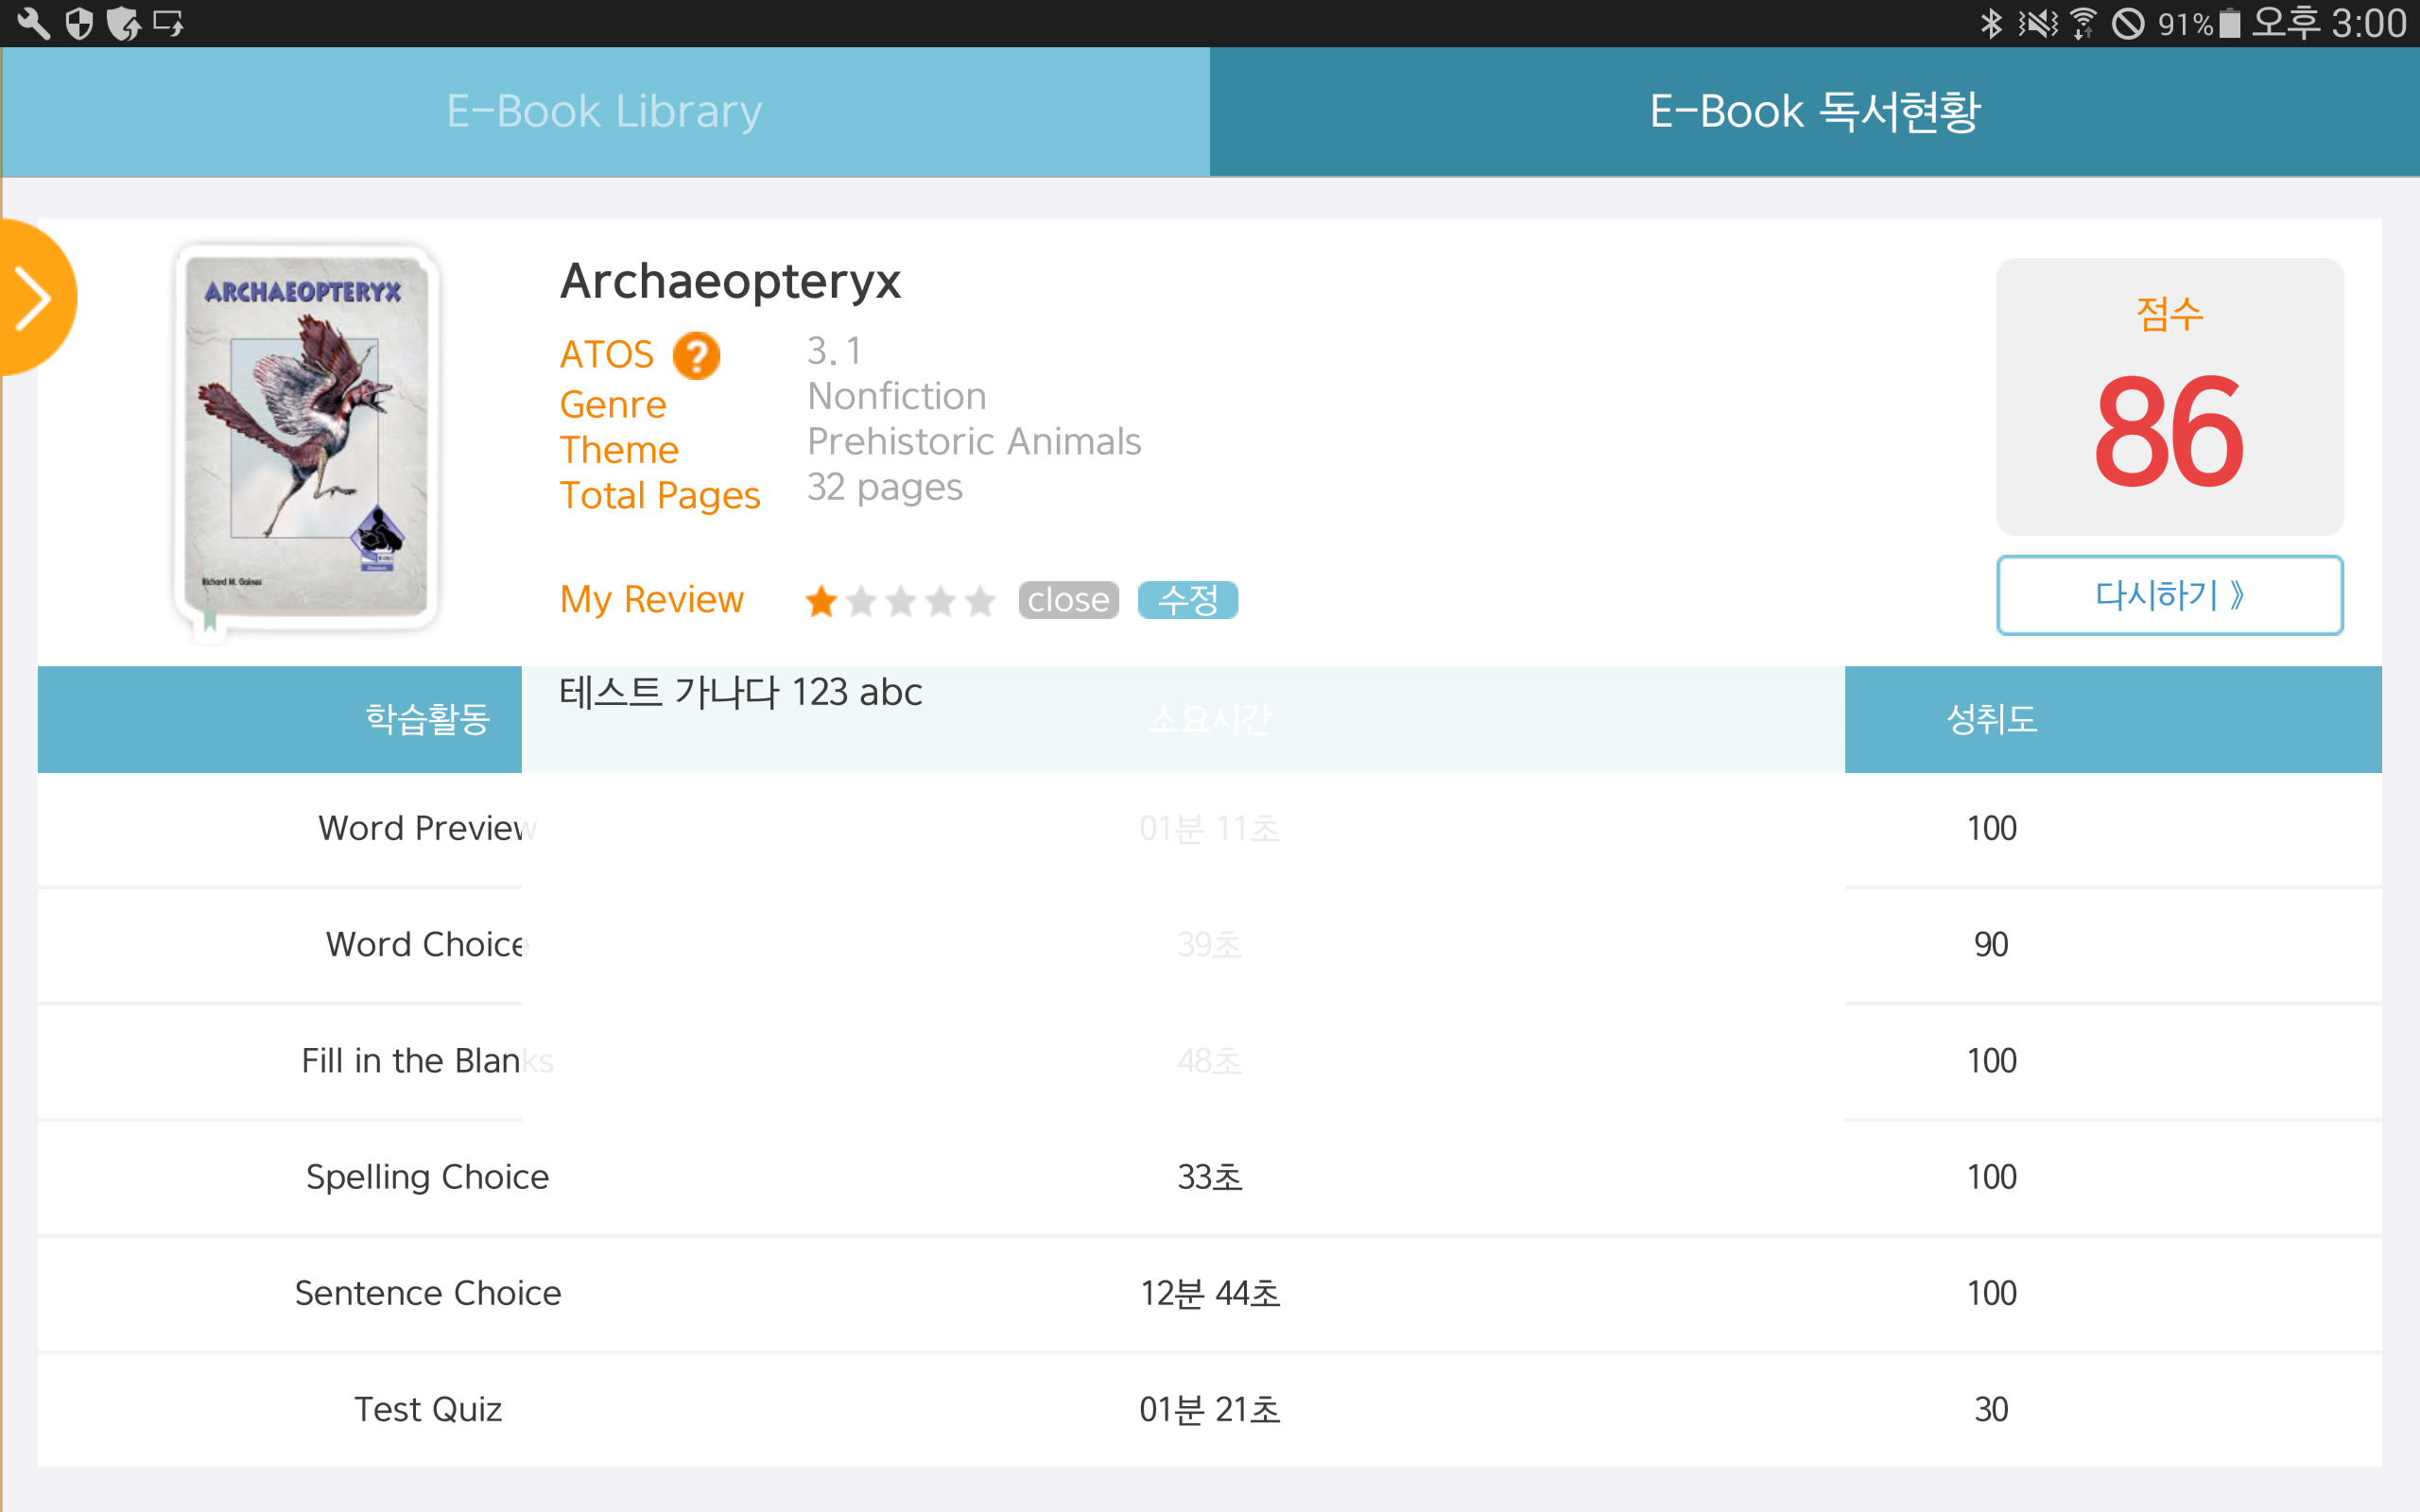 91% 오후 3:00
E-Book Library
E-Book 독서현황
ARCHAEOPTERYX
Richard M. Gaines
Archaeopteryx
ATOS ? 3.1
Genre Nonfiction
Theme Prehistoric Animals
Total Pages 32 pages
My Review close 수정
점수
86
다시하기 》
테스트 가나다 123 abc
학습활동 소요시간 성취도
Word Preview 01분 11초 100
Word Choice 39초 90
Fill in the Blanks 48초 100
Spelling Choice 33초 100
Sentence Choice 12분 44초 100
Test Quiz 01분 21초 30